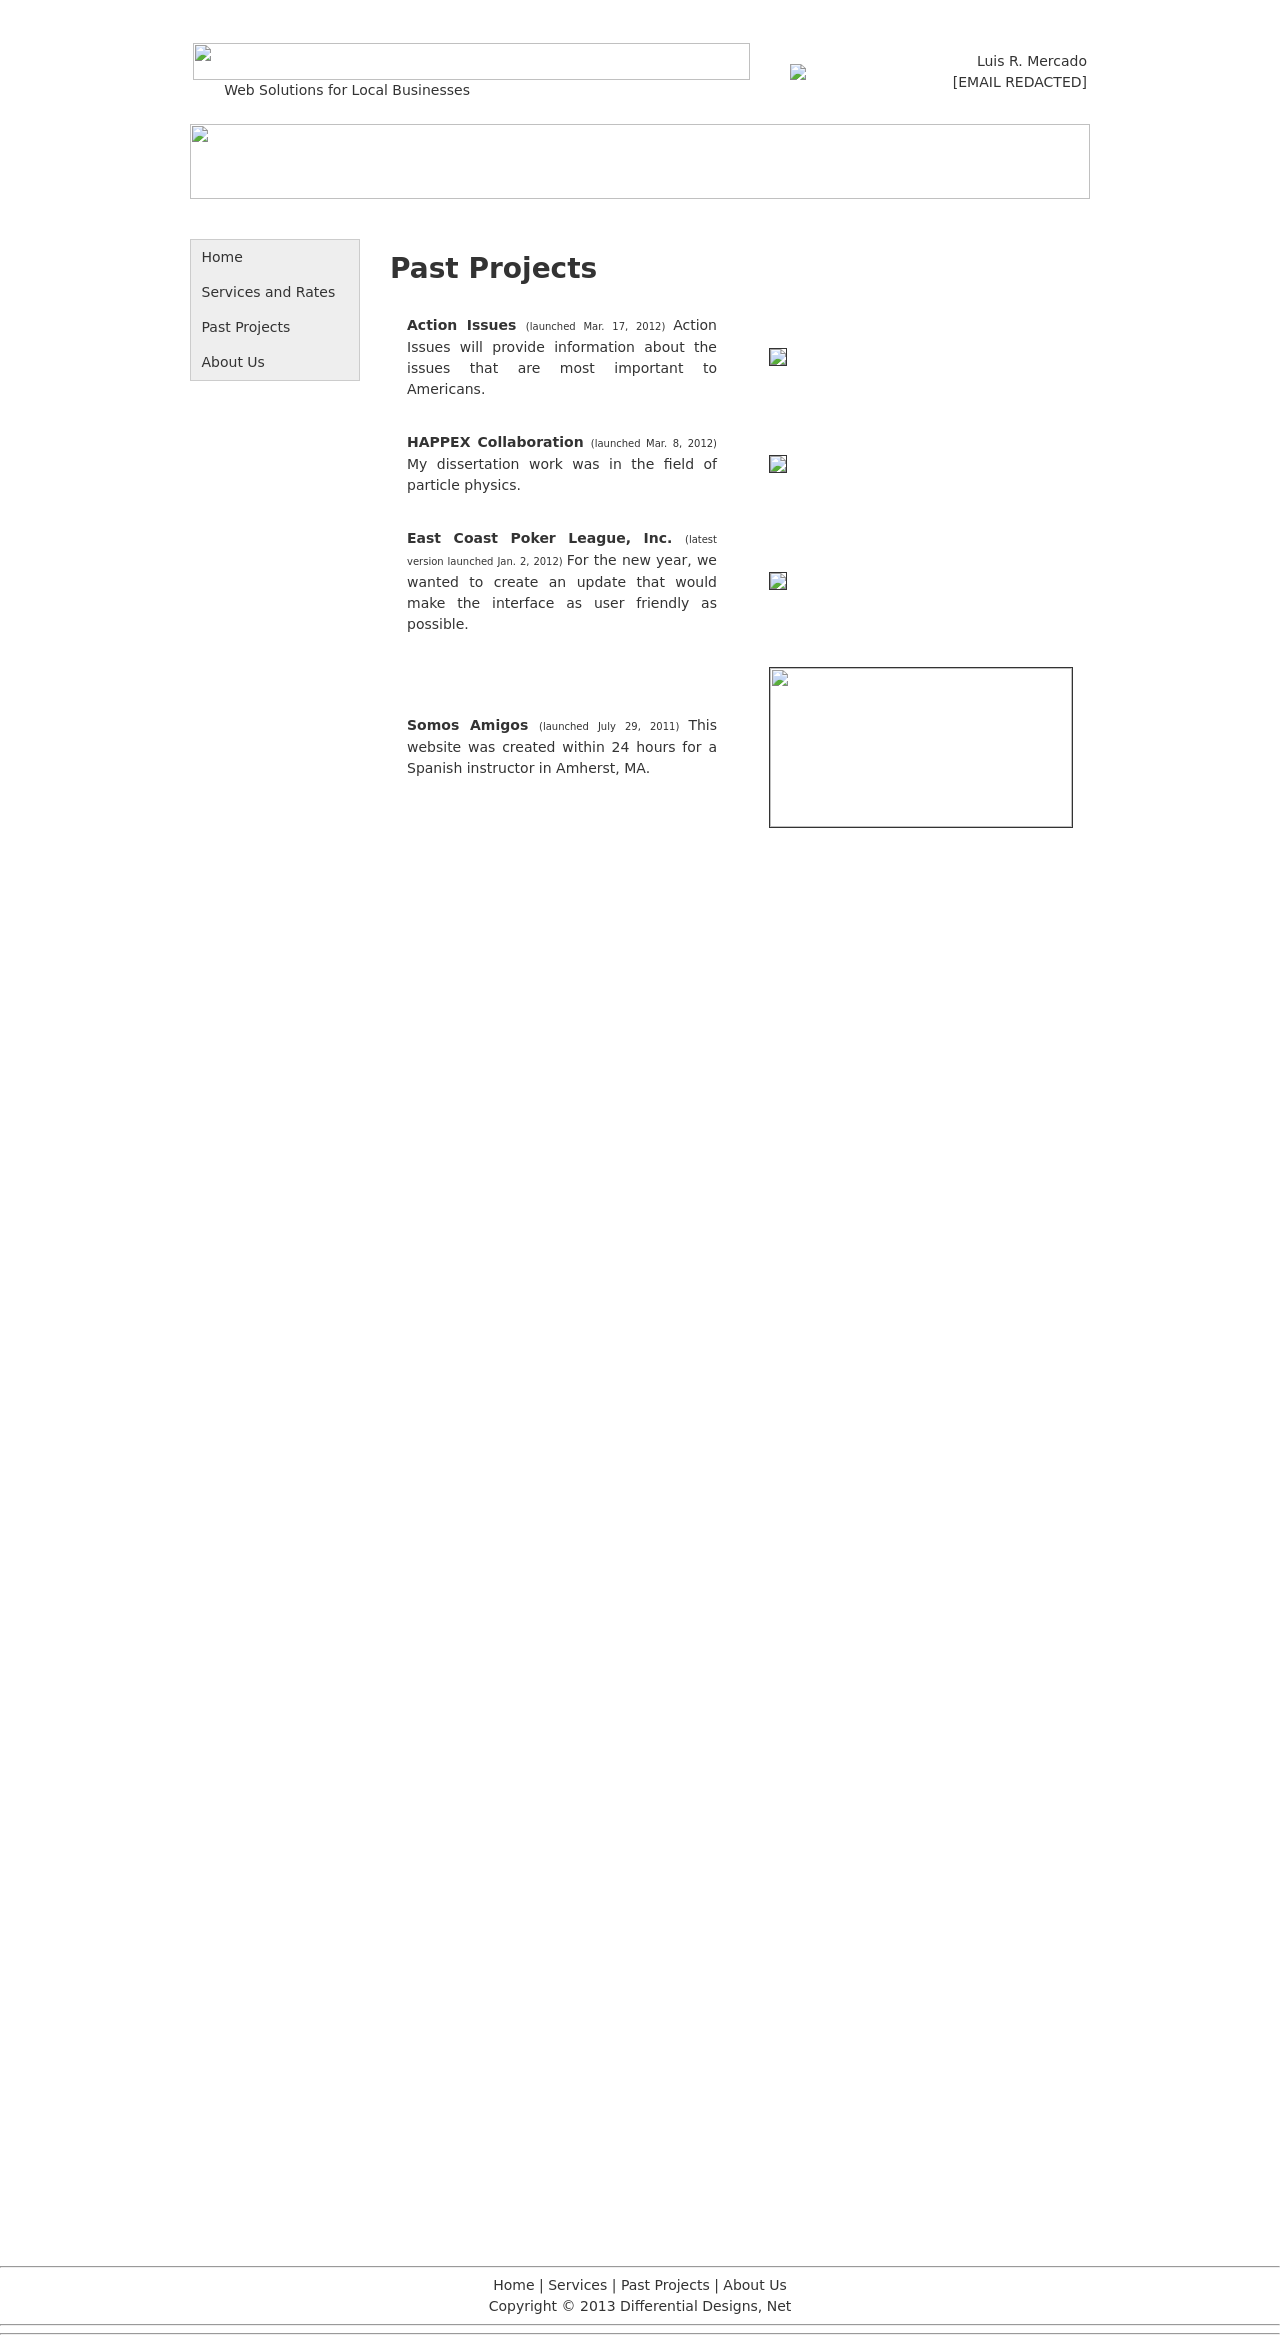 Web Solutions for Local Businesses
Luis R. Mercado
[EMAIL REDACTED]
Home
Services and Rates
Past Projects
About Us
Past Projects
Action Issues (launched Mar. 17, 2012) Action
Issues will provide information about the
issues that are most important to
Americans.
HAPPEX Collaboration (launched Mar. 8, 2012)
My dissertation work was in the field of
particle physics.
East Coast Poker League, Inc. (latest
version launched Jan. 2, 2012) For the new year, we
wanted to create an update that would
make the interface as user friendly as
possible.
Somos Amigos (launched July 29, 2011) This
website was created within 24 hours for a
Spanish instructor in Amherst, MA.
Home | Services | Past Projects | About Us
Copyright © 2013 Differential Designs, Net